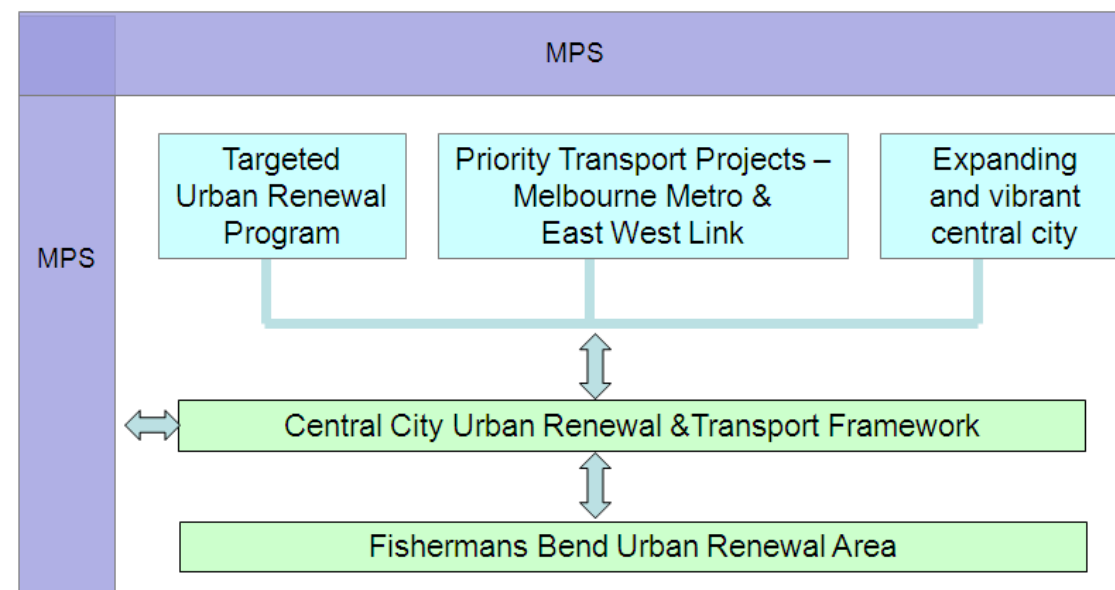 MPS
MPS
Targeted
Urban Renewal
Program
Priority Transport Projects –
Melbourne Metro &
East West Link
Expanding
and vibrant
central city
Central City Urban Renewal &Transport Framework
Fishermans Bend Urban Renewal Area